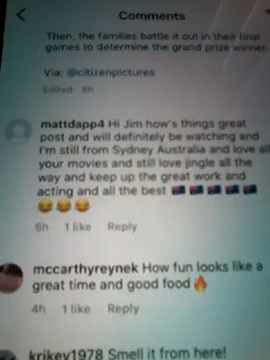 Comments
Then, the families battle it out in their final
games to determine the grand prize winner.
Via: @citizenpictures
Edited 6h
mattdapp4 Hi Jim how's things great
post and will definitely be watching and
I'm still from Sydney Australia and love all
your movies and still love jingle all the
way and keep up the great work and
acting and all the best 🇦🇺 🇦🇺 🇦🇺 🇦🇺 🇦🇺
😂 😂 😂
6h 1 like Reply
mccarthyreynek How fun looks like a
great time and good food🔥
4h 1 like Reply
krikey1978 Smell it from here!